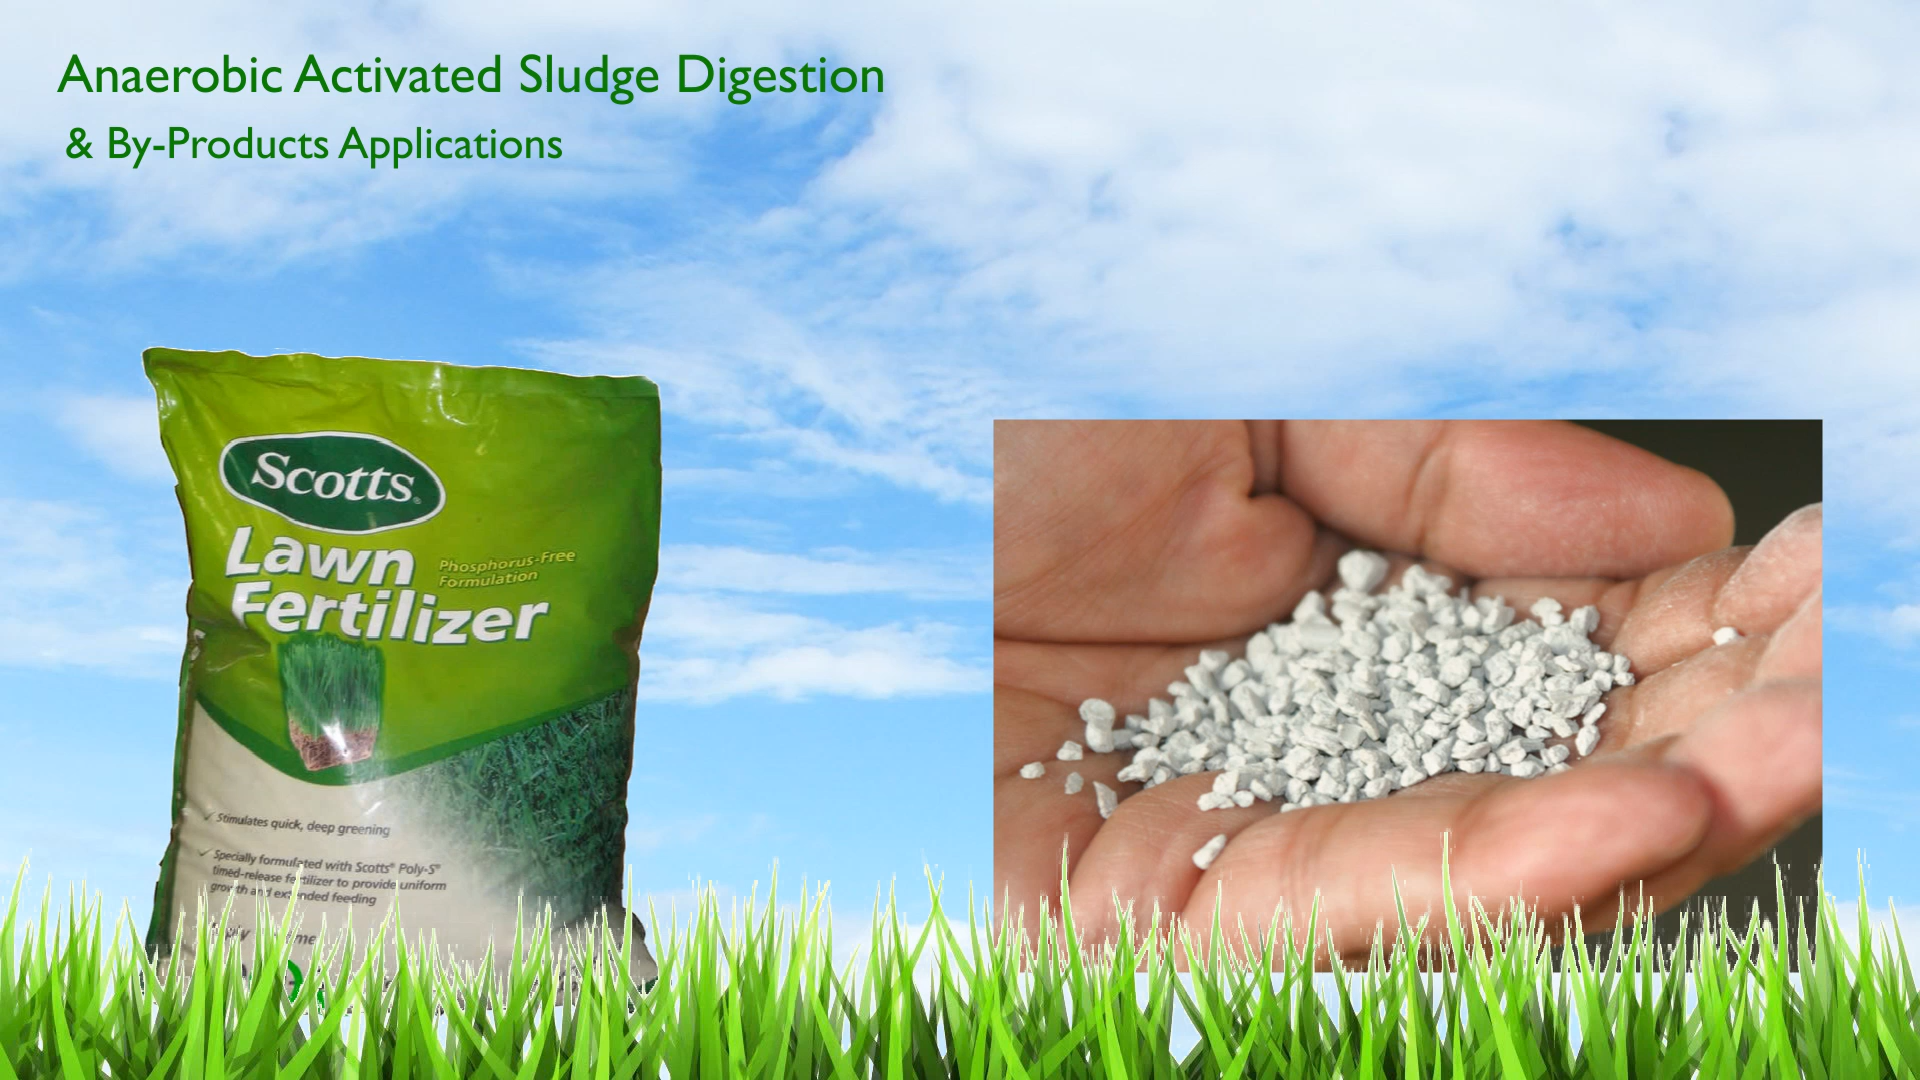 Anaerobic Activated Sludge Digestion
& By-Products Applications
Scotts
Lawn
Fertilizer
Phosphorus-Free
Formulation
✓ Stimulates quick, deep greening
✓ Specially formulated with Scotts® Poly-S®
timed-release fertilizer to provide uniform
growth and extended feeding